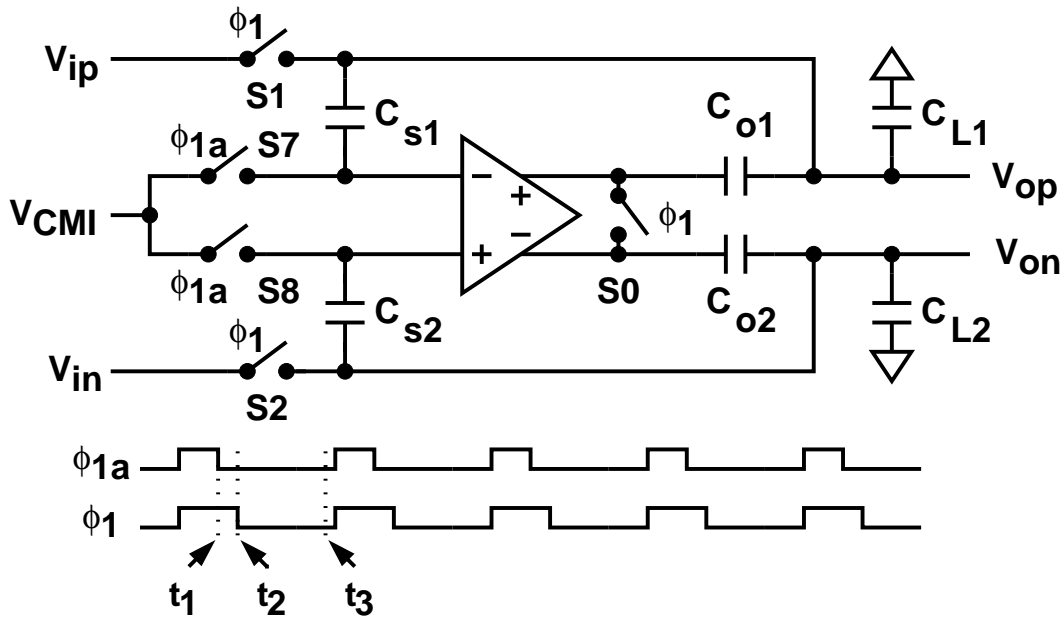 ϕ1
Vip
S1
Cs1
Co1
CL1
ϕ1a
S7
−
+
Vop
VCMI
ϕ1
−
+
Von
ϕ1a
S8
S0
Cs2
Co2
CL2
ϕ1
Vin
S2
ϕ1a
ϕ1
t1
t2
t3